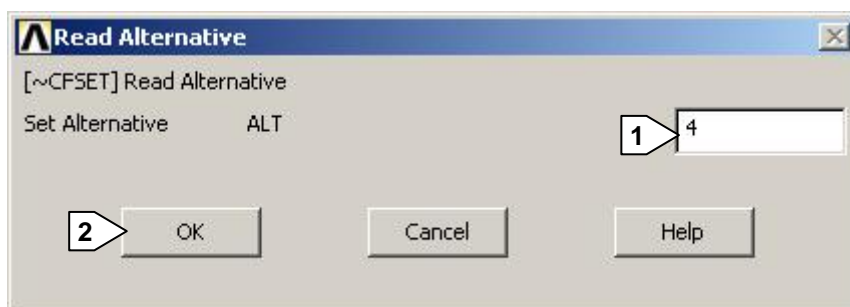 Read Alternative
[~CFSET] Read Alternative
Set Alternative ALT 1 4
2 OK Cancel Help